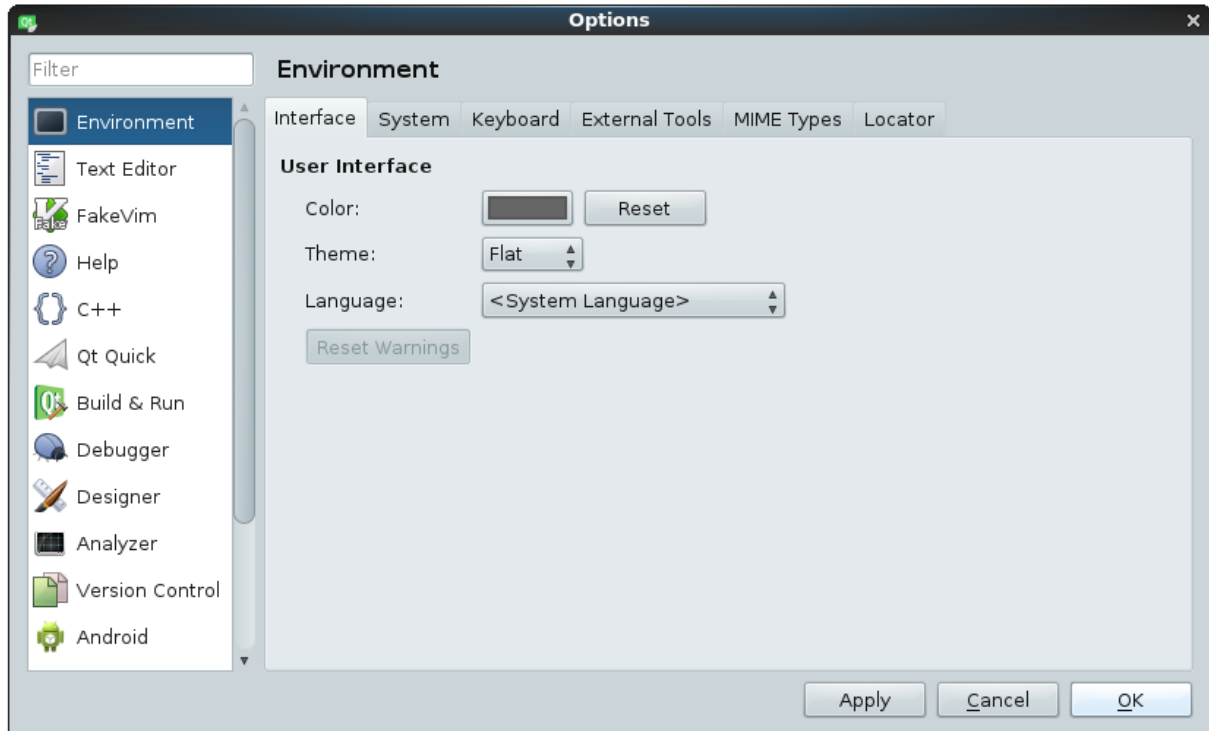 Options
Filter
Environment
Text Editor
FakeVim
Help
C++
Qt Quick
Build & Run
Debugger
Designer
Analyzer
Version Control
Android
Environment
Interface System Keyboard External Tools MIME Types Locator
User Interface
Color: Reset
Theme: Flat
Language: <System Language>
Reset Warnings
Apply Cancel OK